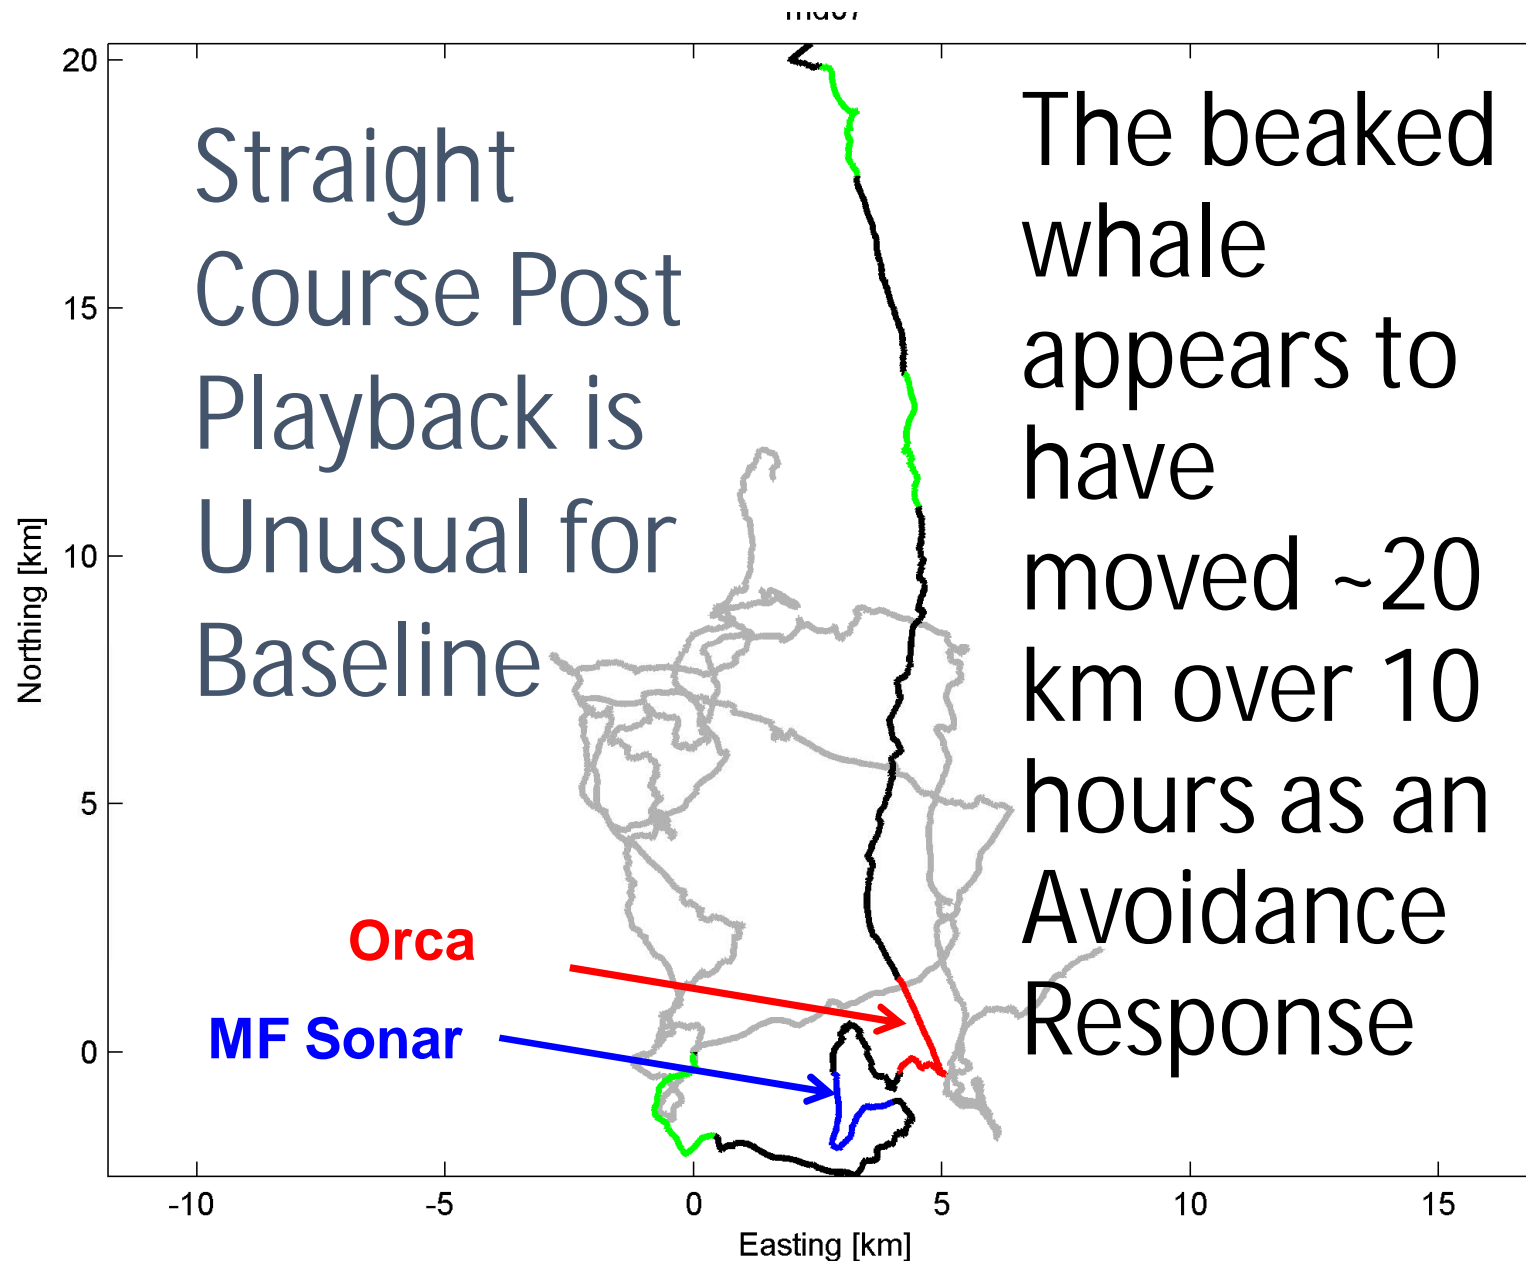 Straight
Course Post
Playback is
Unusual for
Baseline
The beaked
whale
appears to
have
moved ~20
km over 10
hours as an
Avoidance
Response
Orca
MF Sonar
Northing [km]
20
15
10
5
0
-10 -5 0 5 10 15
Easting [km]